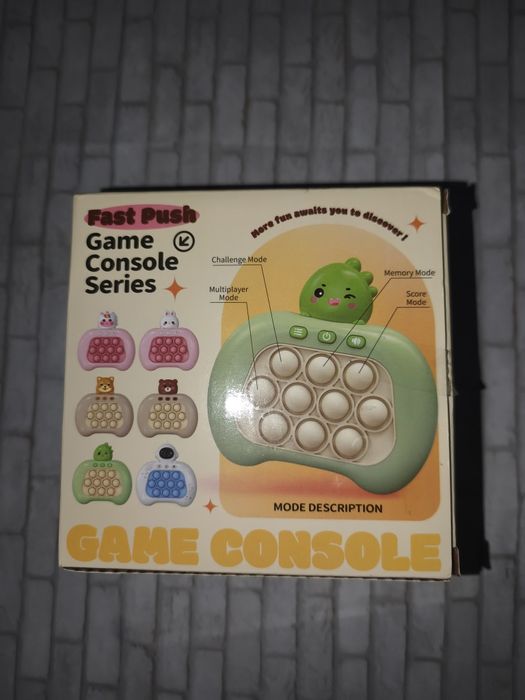 Fast Push
Game
Console
Series
More fun awaits you to discover!
Challenge Mode
Memory Mode
Multiplayer
Mode
Score
Mode
MODE DESCRIPTION
GAME CONSOLE